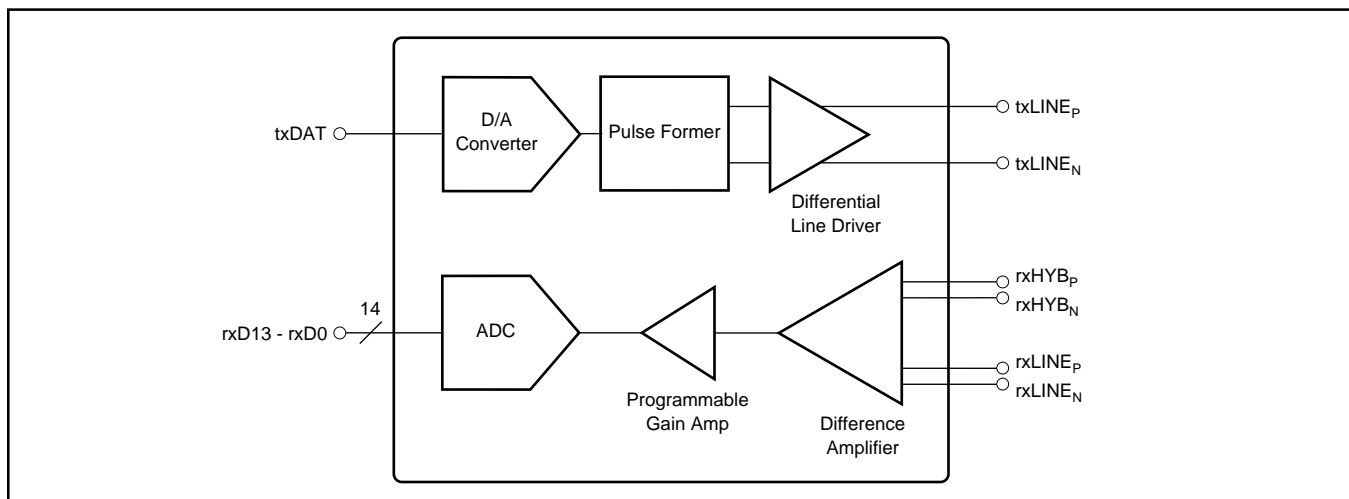 D/A
Converter
Pulse Former
txDAT
txLINEP
txLINEN
Differential
Line Driver
rxHYBP
rxHYBN
14
ADC
rxD13 - rxD0
rxLINEP
rxLINEN
Programmable
Gain Amp
Difference
Amplifier